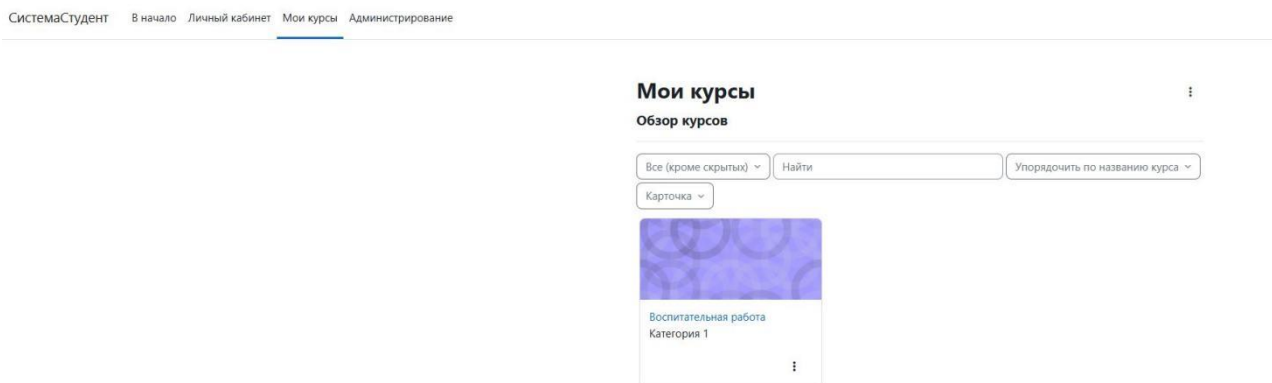 СистемаСтудент В начало Личный кабинет Мои курсы Администрирование
Мои курсы
Обзор курсов
Все (кроме скрытых) Найти Упорядочить по названию курса
Карточка
Воспитательная работа
Категория 1